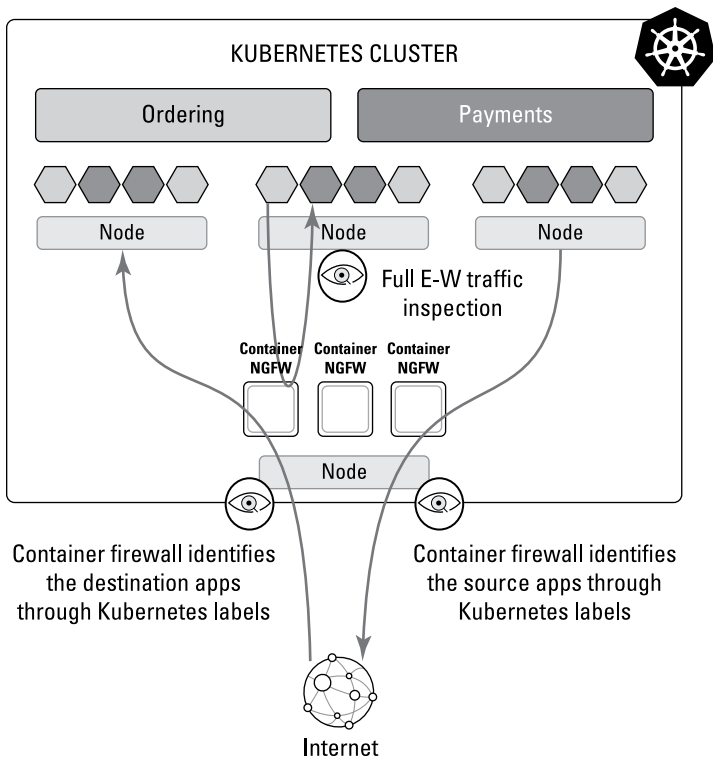 KUBERNETES CLUSTER
Ordering
Payments
Node
Node
Node
Full E-W traffic
inspection
Container
NGFW
Container
NGFW
Container
NGFW
Node
Container firewall identifies
the destination apps
through Kubernetes labels
Container firewall identifies
the source apps through
Kubernetes labels
Internet